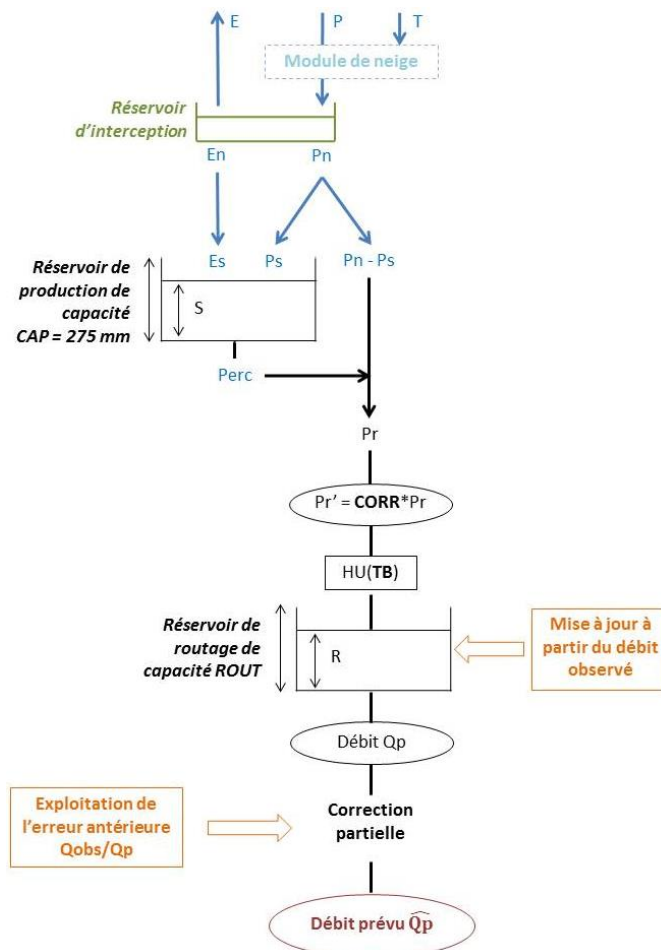 E
P
T
Module de neige
Réservoir
d'interception
En
Pn
Es
Ps
Pn - Ps
Réservoir de
production de
capacité
CAP = 275 mm
S
Perc
Pr
Pr' = CORR*Pr
HU(TB)
Réservoir de
routage de
capacité ROUT
R
Mise à jour à
partir du débit
observé
Débit Qp
Exploitation de
l'erreur antérieure
Qobs/Qp
Correction
partielle
Débit prévu Q̂p